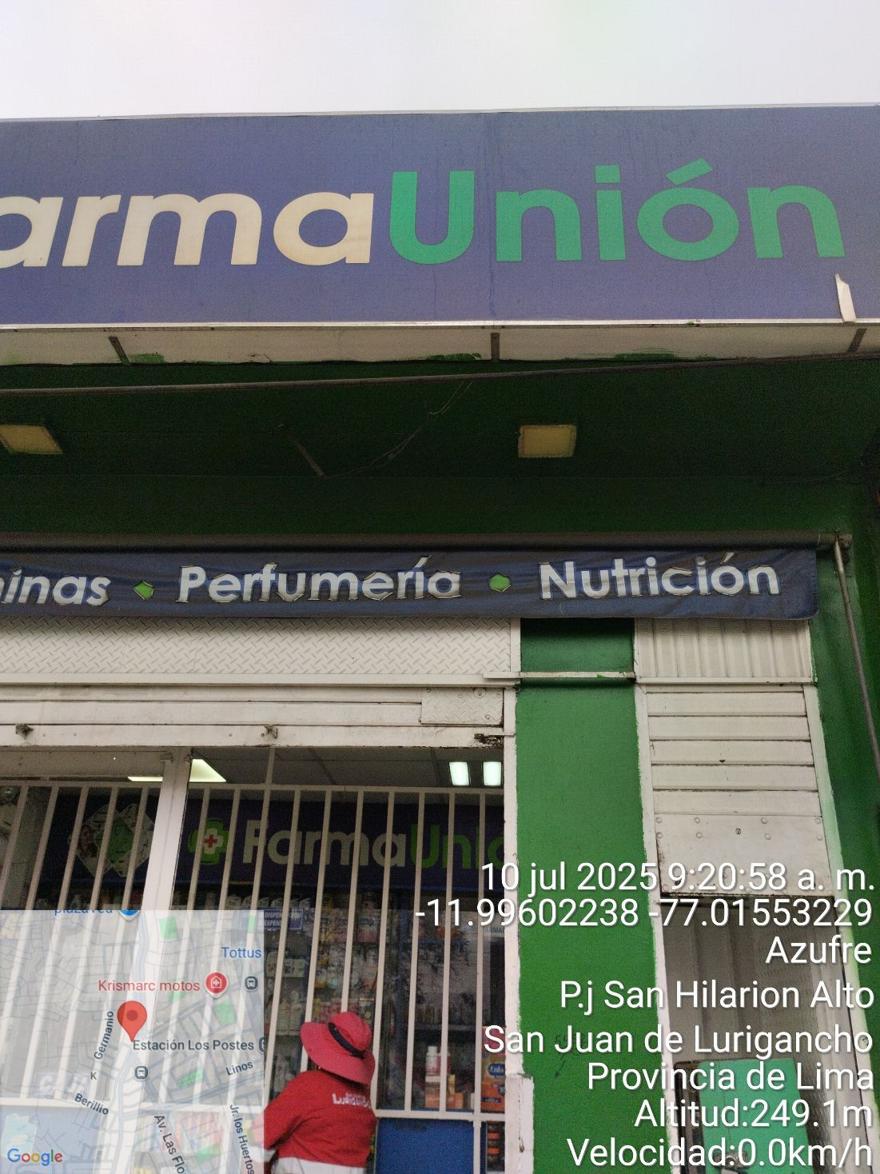 armaUnión
inas • Perfumería • Nutrición
FarmaUnió
10 jul 2025 9:20:58 a. m.
-11.99602238 -77.01553229
Azufre
P.j San Hilarion Alto
San Juan de Lurigancho
Provincia de Lima
Altitud:249.1m
Velocidad:0.0km/h
plazaVea
Tottus
Krismarc motos
Germanio
Estación Los Postes
Linos
K
Berillo
Jr. los Huertos
Av. Las Flo
Google